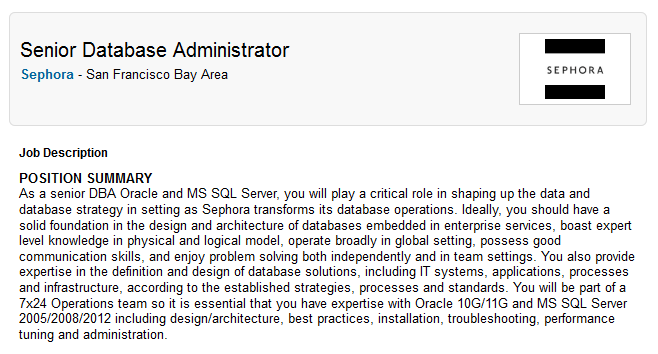 Senior Database Administrator
Sephora - San Francisco Bay Area
SEPHORA
Job Description
POSITION SUMMARY
As a senior DBA Oracle and MS SQL Server, you will play a critical role in shaping up the data and
database strategy in setting as Sephora transforms its database operations. Ideally, you should have a
solid foundation in the design and architecture of databases embedded in enterprise services, boast expert
level knowledge in physical and logical model, operate broadly in global setting, possess good
communication skills, and enjoy problem solving both independently and in team settings. You also provide
expertise in the definition and design of database solutions, including IT systems, applications, processes
and infrastructure, according to the established strategies, processes and standards. You will be part of a
7x24 Operations team so it is essential that you have expertise with Oracle 10G/11G and MS SQL Server
2005/2008/2012 including design/architecture, best practices, installation, troubleshooting, performance
tuning and administration.